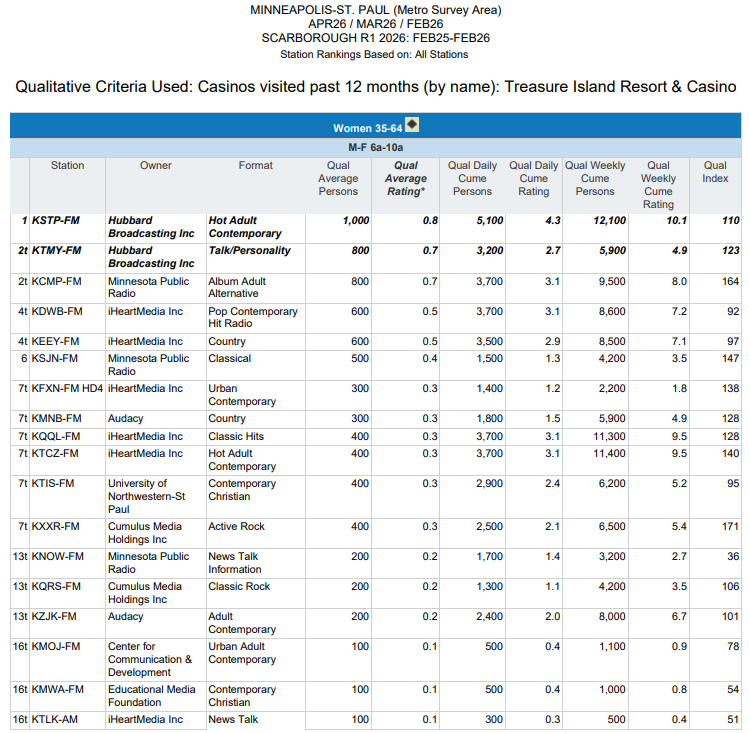 MINNEAPOLIS-ST. PAUL (Metro Survey Area)
APR26 / MAR26 / FEB26
SCARBOROUGH R1 2026: FEB25-FEB26
Station Rankings Based on: All Stations
Qualitative Criteria Used: Casinos visited past 12 months (by name): Treasure Island Resort & Casino
Women 35-64
M-F 6a-10a
Station Owner Format Qual Average Persons Qual Average Rating* Qual Daily Cume Persons Qual Daily Cume Rating Qual Weekly Cume Persons Qual Weekly Cume Rating Qual Index
1 KSTP-FM Hubbard Broadcasting Inc Hot Adult Contemporary 1,000 0.8 5,100 4.3 12,100 10.1 110
2t KTMY-FM Hubbard Broadcasting Inc Talk/Personality 800 0.7 3,200 2.7 5,900 4.9 123
2t KCMP-FM Minnesota Public Radio Album Adult Alternative 800 0.7 3,700 3.1 9,500 8.0 164
4t KDWB-FM iHeartMedia Inc Pop Contemporary Hit Radio 600 0.5 3,700 3.1 8,600 7.2 92
4t KEEY-FM iHeartMedia Inc Country 600 0.5 3,500 2.9 8,500 7.1 97
6 KSJN-FM Minnesota Public Radio Classical 500 0.4 1,500 1.3 4,200 3.5 147
7t KFXN-FM HD4 iHeartMedia Inc Urban Contemporary 300 0.3 1,400 1.2 2,200 1.8 138
7t KMNB-FM Audacy Country 300 0.3 1,800 1.5 5,900 4.9 128
7t KQQL-FM iHeartMedia Inc Classic Hits 400 0.3 3,700 3.1 11,300 9.5 128
7t KTCZ-FM iHeartMedia Inc Hot Adult Contemporary 400 0.3 3,700 3.1 11,400 9.5 140
7t KTIS-FM University of Northwestern-St Paul Contemporary Christian 400 0.3 2,900 2.4 6,200 5.2 95
7t KXXR-FM Cumulus Media Holdings Inc Active Rock 400 0.3 2,500 2.1 6,500 5.4 171
13t KNOW-FM Minnesota Public Radio News Talk Information 200 0.2 1,700 1.4 3,200 2.7 36
13t KQRS-FM Cumulus Media Holdings Inc Classic Rock 200 0.2 1,300 1.1 4,200 3.5 106
13t KZJK-FM Audacy Adult Contemporary 200 0.2 2,400 2.0 8,000 6.7 101
16t KMOJ-FM Center for Communication & Development Urban Adult Contemporary 100 0.1 500 0.4 1,100 0.9 78
16t KMWA-FM Educational Media Foundation Contemporary Christian 100 0.1 500 0.4 1,000 0.8 54
16t KTLK-AM iHeartMedia Inc News Talk 100 0.1 300 0.3 500 0.4 51